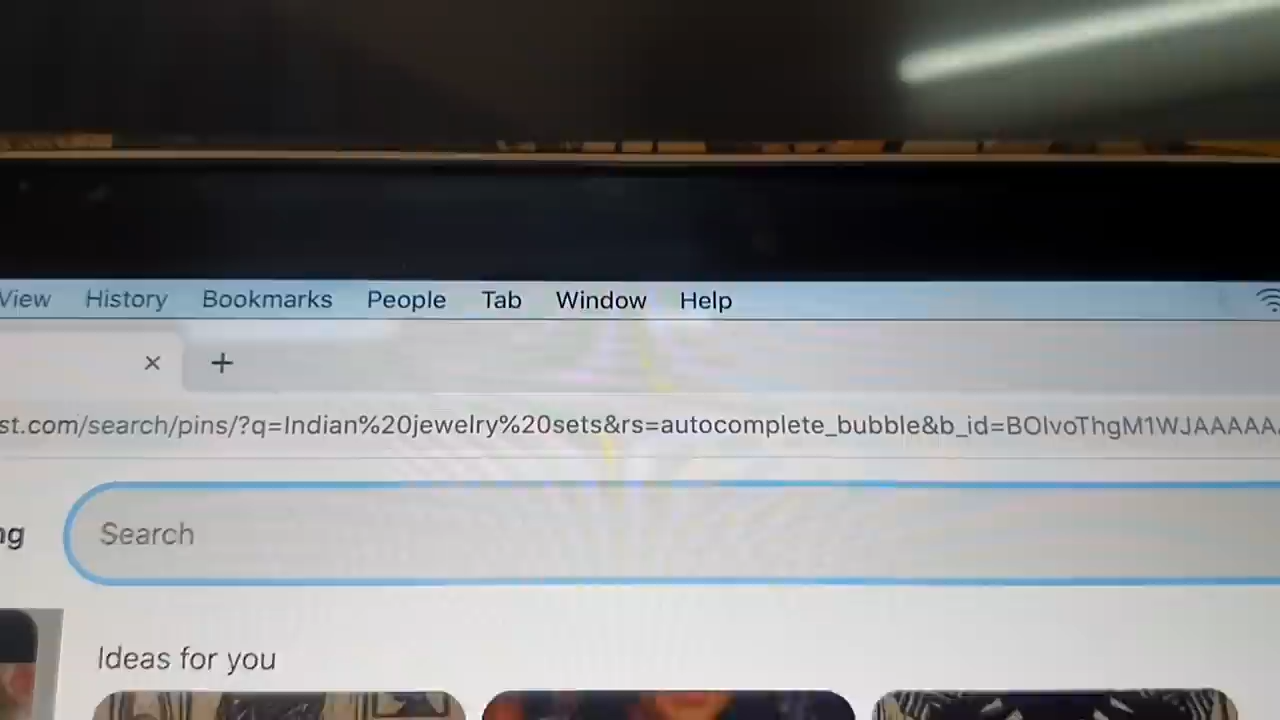 View History Bookmarks People Tab Window Help
st.com/search/pins/?q=Indian%20jewelry%20sets&rs=autocomplete_bubble&b_id=BOIvoThgM1WJAAAAA
ng Search
Ideas for you